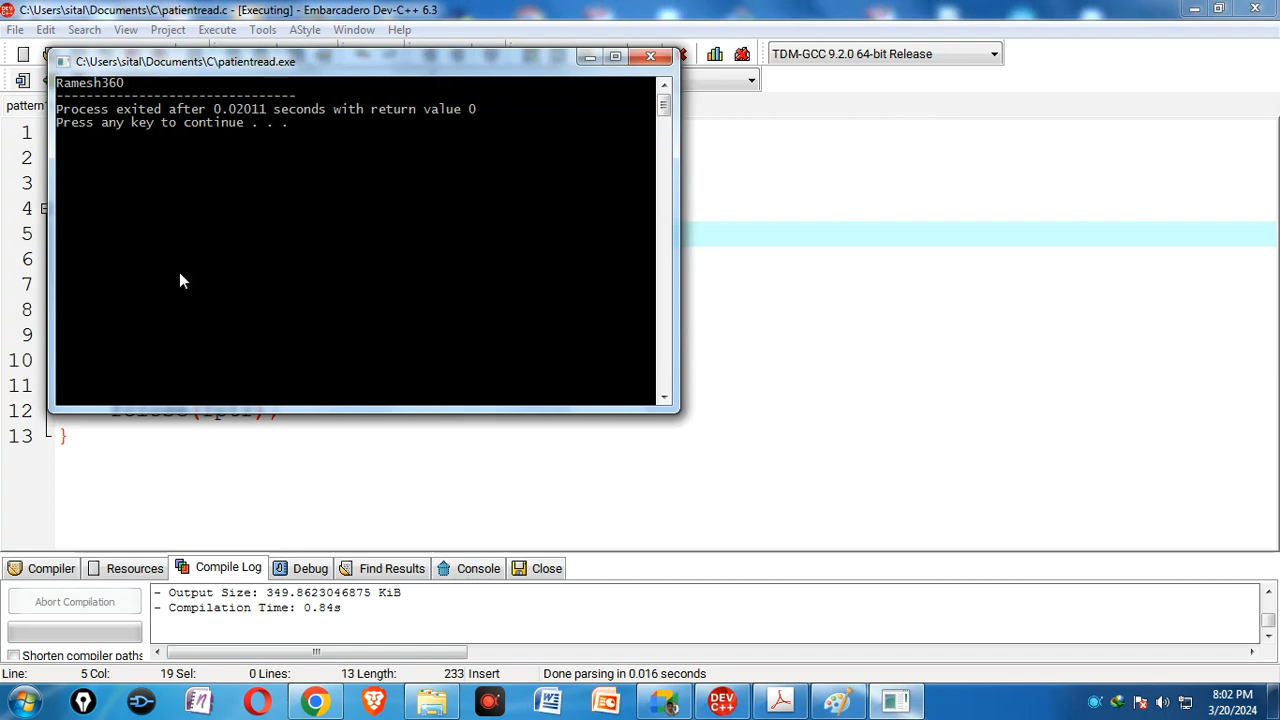 C:\Users\sital\Documents\C\patientread.c - [Executing] - Embarcadero Dev-C++ 6.3
File Edit Search View Project Execute Tools AStyle Window Help
TDM-GCC 9.2.0 64-bit Release
C:\Users\sital\Documents\C\patientread.exe
Ramesh360
--------------------------------
Process exited after 0.02011 seconds with return value 0
Press any key to continue . . .
1
2
3
4
5
6
7
8
9
10
11
12
13 }
Compiler Resources Compile Log Debug Find Results Console Close
- Output Size: 349.8623046875 KiB
- Compilation Time: 0.84s
Abort Compilation
Shorten compiler paths
Line: 5 Col: 19 Sel: 0 Lines: 13 Length: 233 Insert Done parsing in 0.016 seconds
DEV C++
8:02 PM
3/20/2024